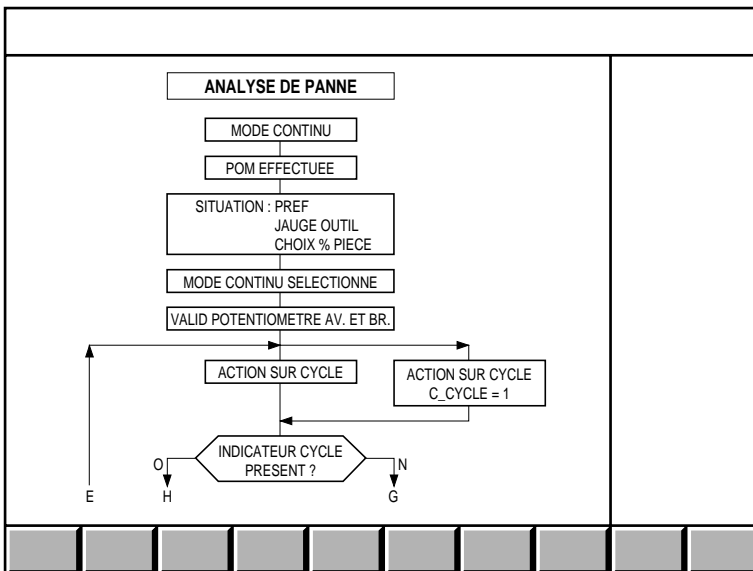 ANALYSE DE PANNE
MODE CONTINU
POM EFFECTUEE
SITUATION : PREF
JAUGE OUTIL
CHOIX % PIECE
MODE CONTINU SELECTIONNE
VALID POTENTIOMETRE AV. ET BR.
ACTION SUR CYCLE
ACTION SUR CYCLE
C_CYCLE = 1
INDICATEUR CYCLE
PRESENT ?
O
N
E
H
G